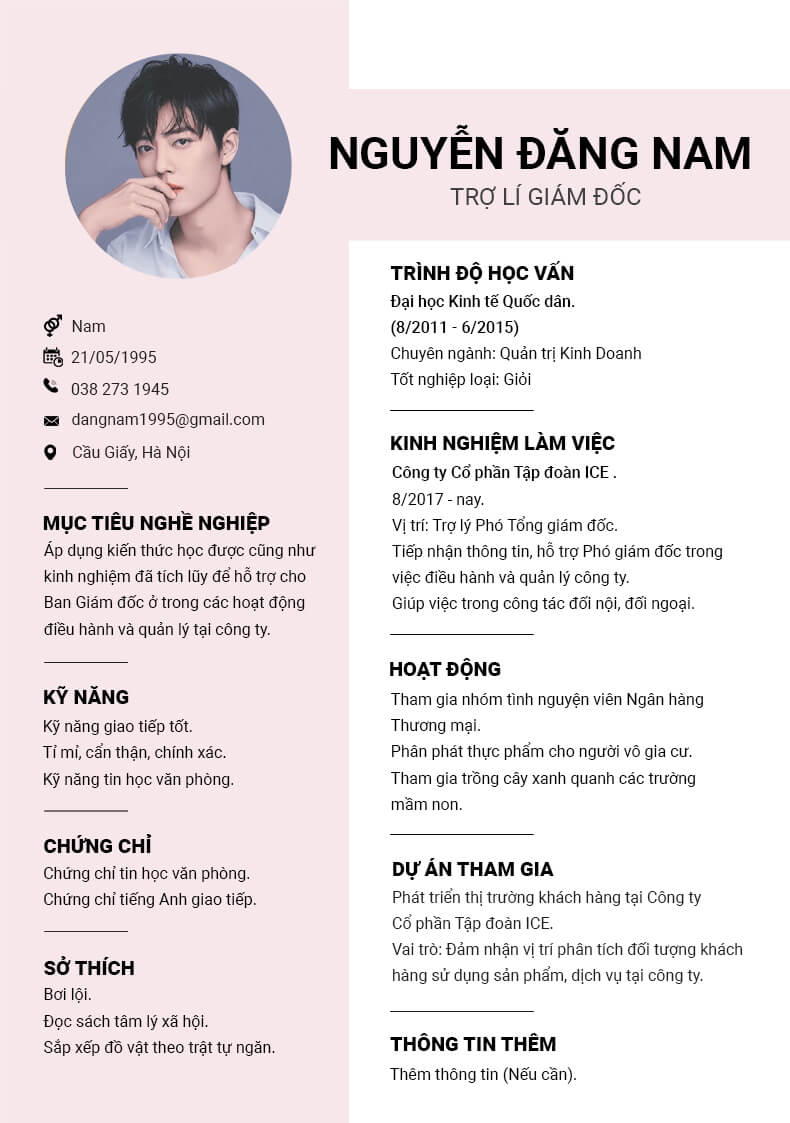 NGUYỄN ĐĂNG NAM
TRỢ LÍ GIÁM ĐỐC
Nam
21/05/1995
038 273 1945
dangnam1995@gmail.com
Cầu Giấy, Hà Nội
MỤC TIÊU NGHỀ NGHIỆP
Áp dụng kiến thức học được cũng như
kinh nghiệm đã tích lũy để hỗ trợ cho
Ban Giám đốc ở trong các hoạt động
điều hành và quản lý tại công ty.
KỸ NĂNG
Kỹ năng giao tiếp tốt.
Tỉ mỉ, cẩn thận, chính xác.
Kỹ năng tin học văn phòng.
CHỨNG CHỈ
Chứng chỉ tin học văn phòng.
Chứng chỉ tiếng Anh giao tiếp.
SỞ THÍCH
Bơi lội.
Đọc sách tâm lý xã hội.
Sắp xếp đồ vật theo trật tự ngăn.
TRÌNH ĐỘ HỌC VẤN
Đại học Kinh tế Quốc dân.
(8/2011 - 6/2015)
Chuyên ngành: Quản trị Kinh Doanh
Tốt nghiệp loại: Giỏi
KINH NGHIỆM LÀM VIỆC
Công ty Cổ phần Tập đoàn ICE .
8/2017 - nay.
Vị trí: Trợ lý Phó Tổng giám đốc.
Tiếp nhận thông tin, hỗ trợ Phó giám đốc trong
việc điều hành và quản lý công ty.
Giúp việc trong công tác đối nội, đối ngoại.
HOẠT ĐỘNG
Tham gia nhóm tình nguyện viên Ngân hàng
Thương mại.
Phân phát thực phẩm cho người vô gia cư.
Tham gia trồng cây xanh quanh các trường
mầm non.
DỰ ÁN THAM GIA
Phát triển thị trường khách hàng tại Công ty
Cổ phần Tập đoàn ICE.
Vai trò: Đảm nhận vị trí phân tích đối tượng khách
hàng sử dụng sản phẩm, dịch vụ tại công ty.
THÔNG TIN THÊM
Thêm thông tin (Nếu cần).